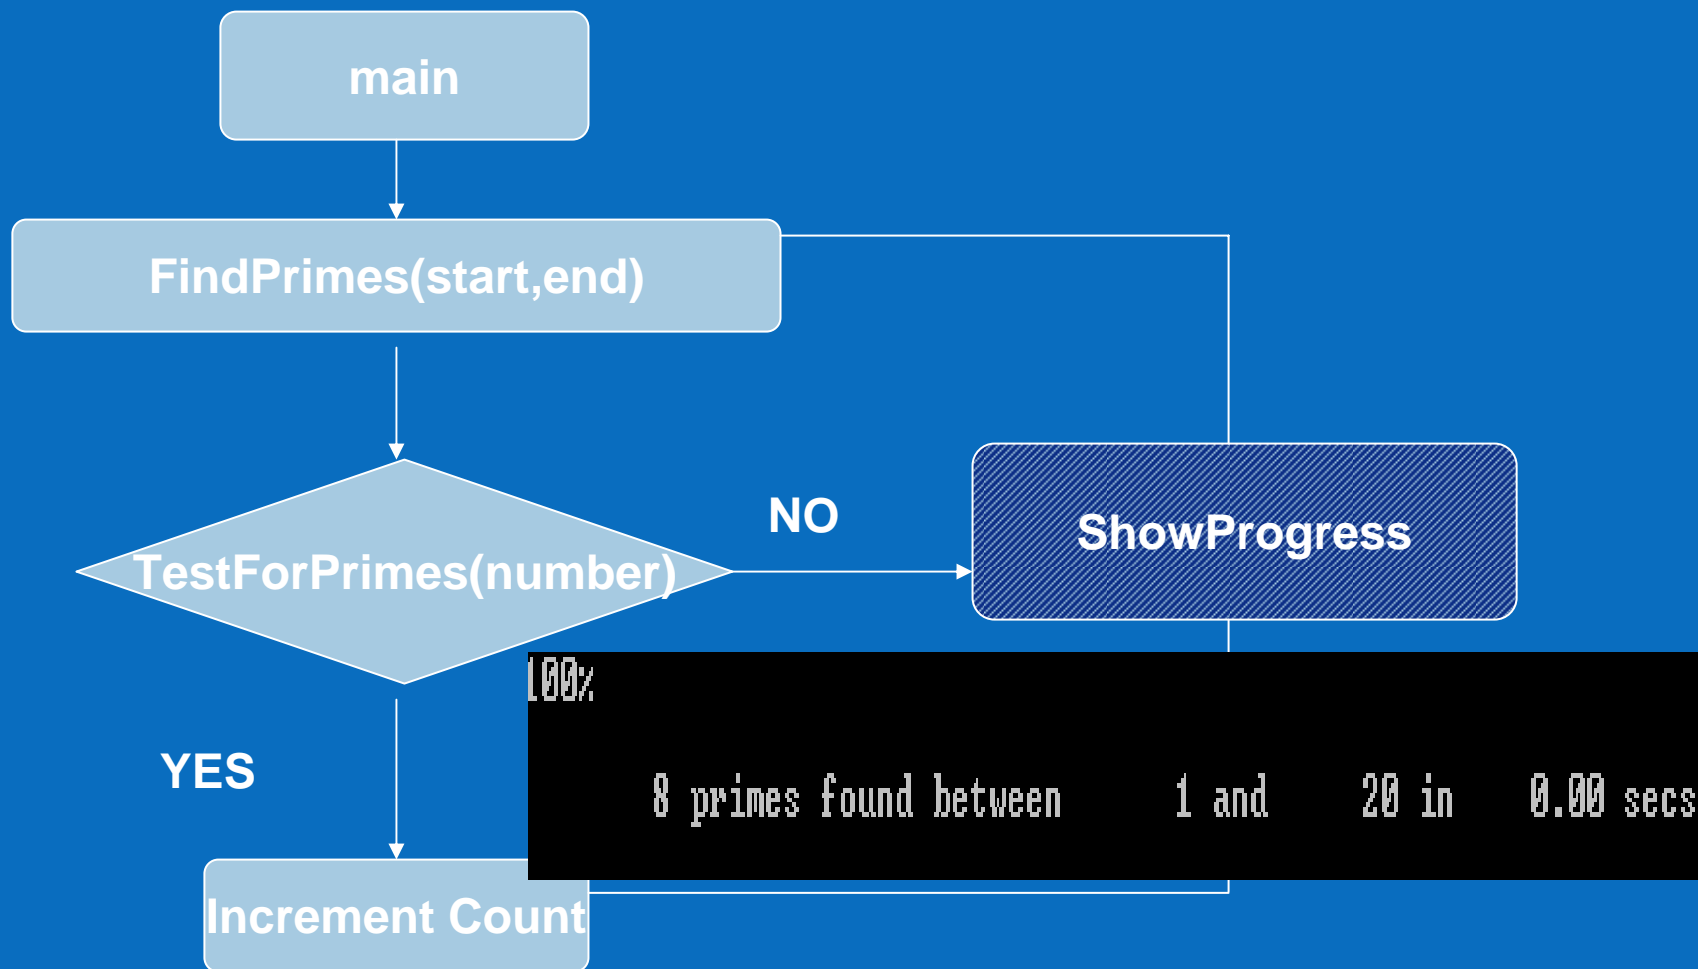 main
FindPrimes(start,end)
NO
ShowProgress
TestForPrimes(number)
100%
YES
8 primes found between 1 and 20 in 0.00 secs
Increment Count